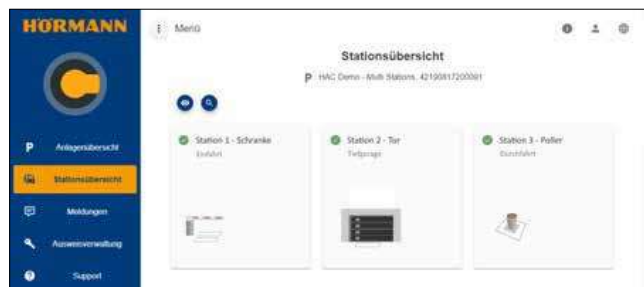 HÖRMANN
Menü
Stationsübersicht
P HAC Demo - Multi Stations, 42190817200091
Station 1 - Schranke
Einfahrt
Station 2 - Tor
Tiefgarage
Station 3 - Poller
Durchfahrt
P Anlagenübersicht
Stationsübersicht
Meldungen
Ausweisverwaltung
Support